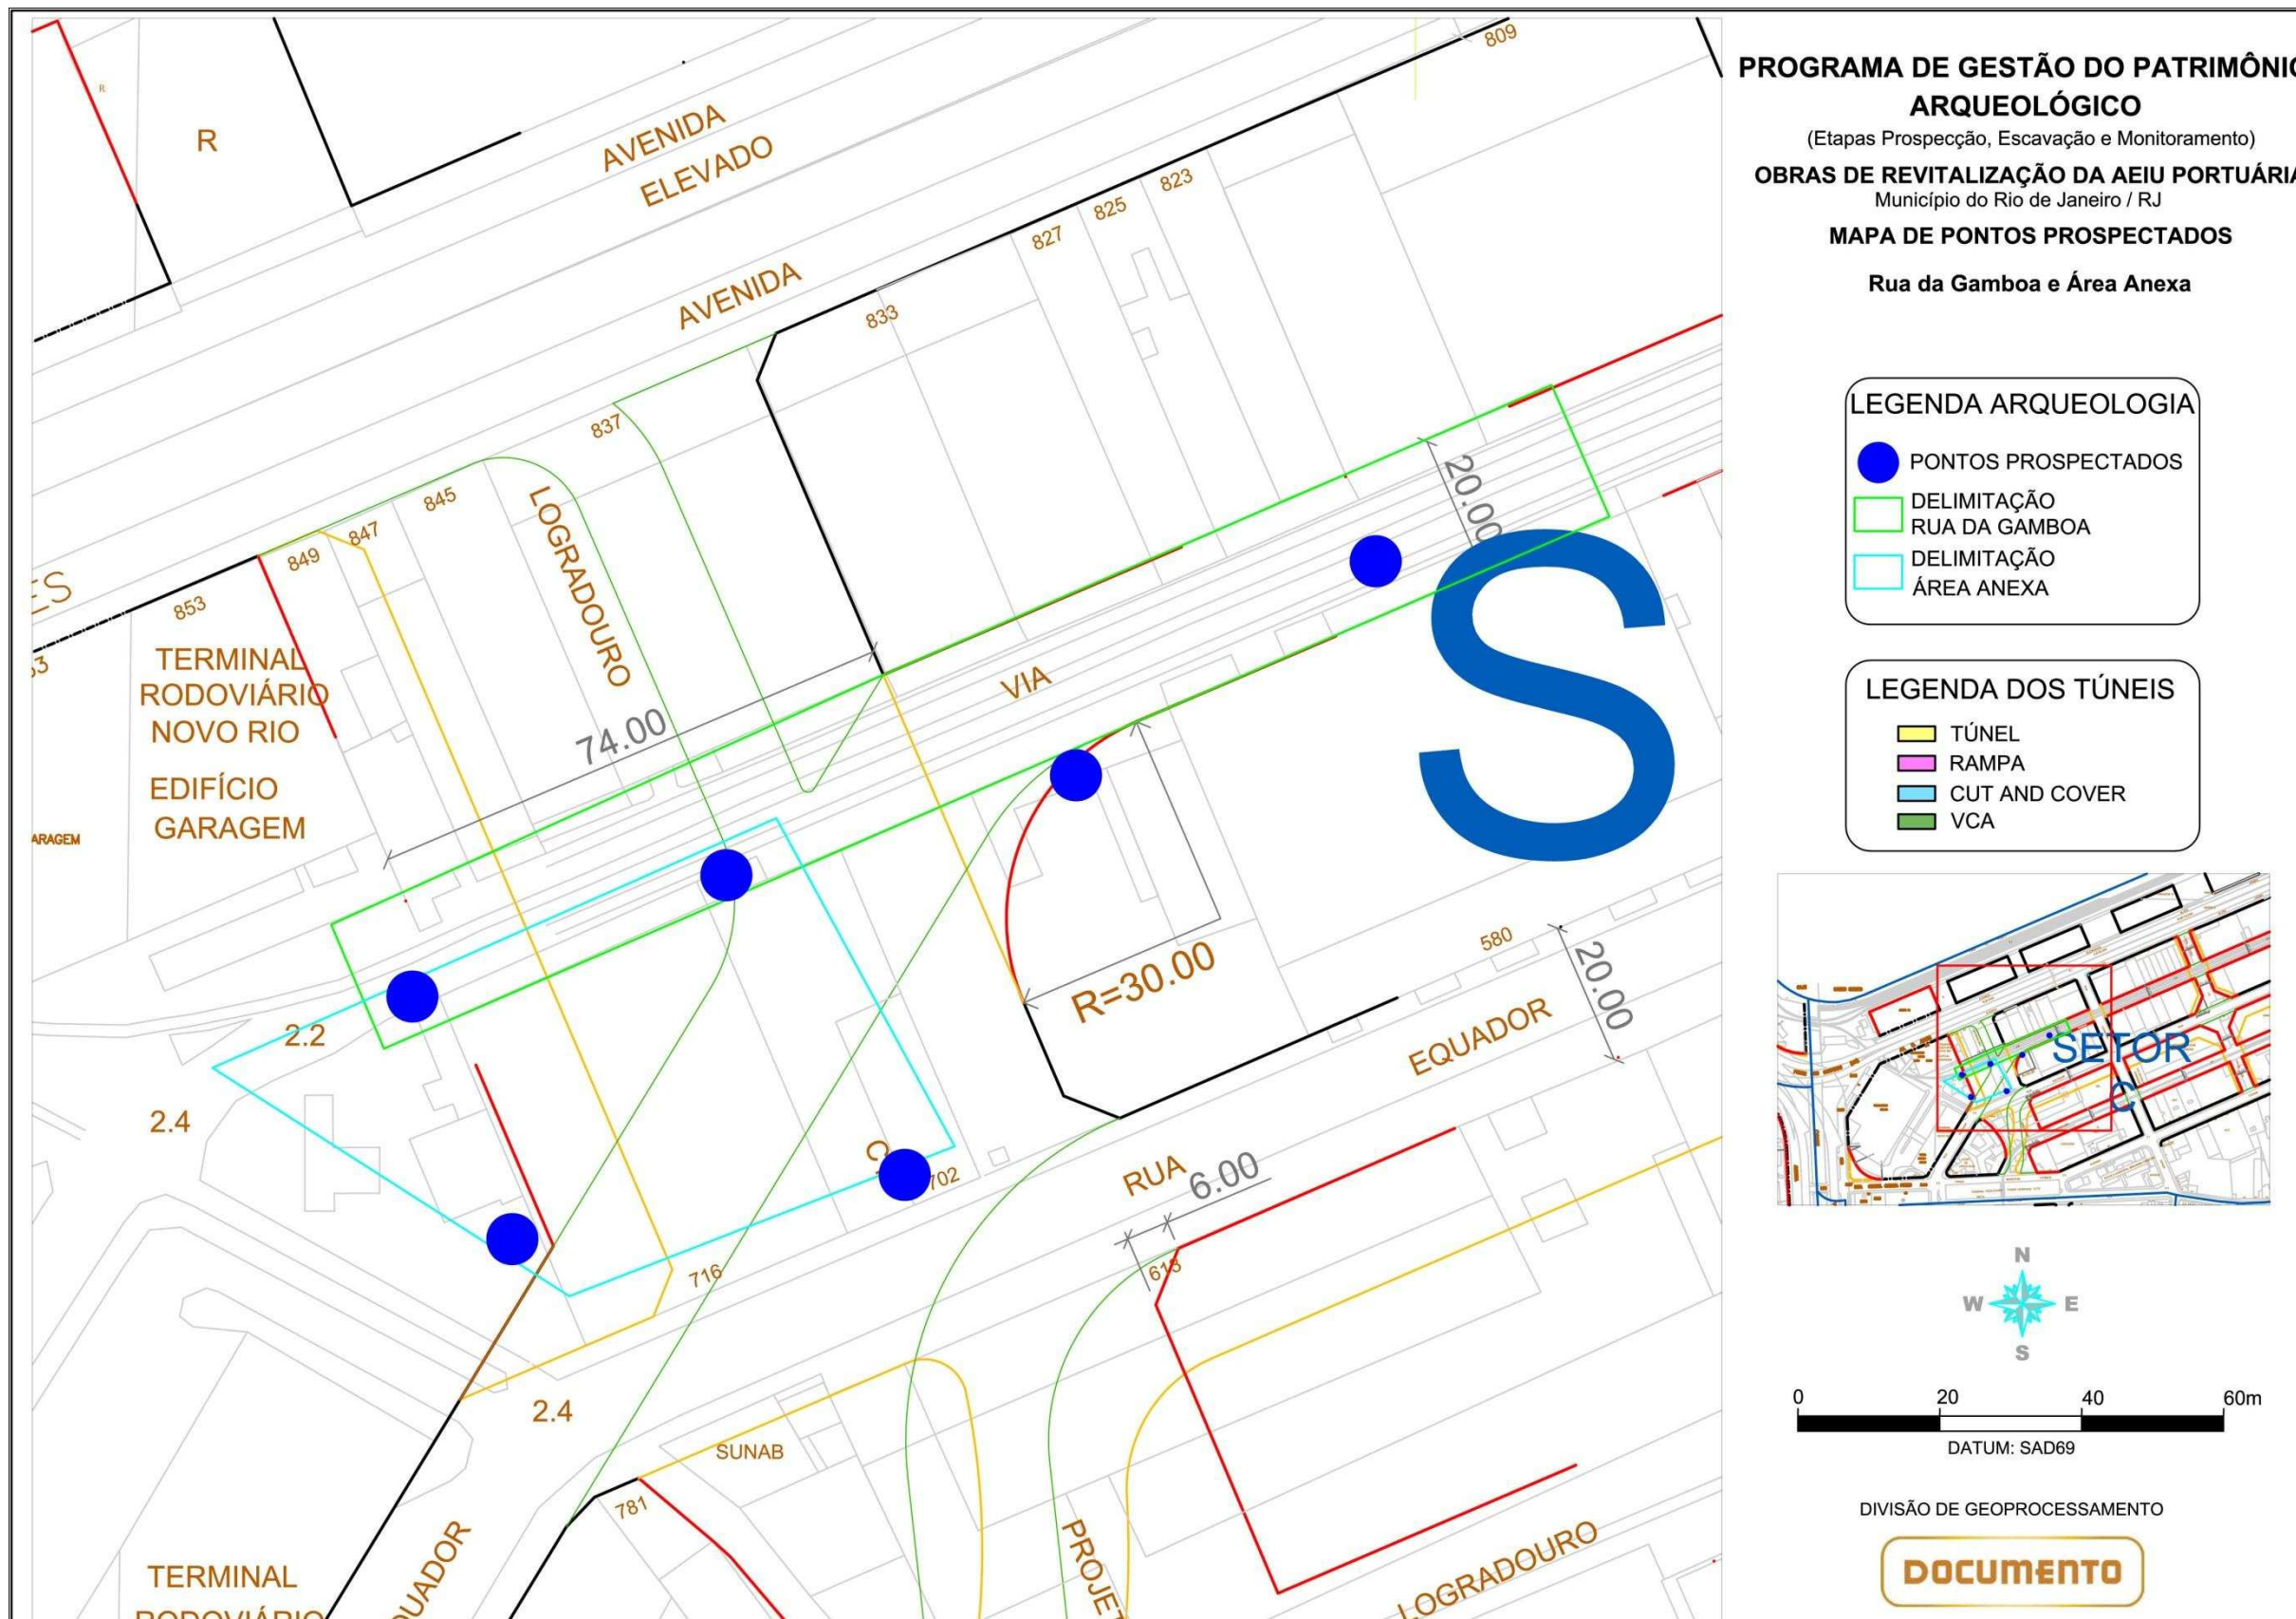 R
R
AVENIDA
ELEVADO
809
823
825
827
AVENIDA
833
837
845
847
849
853
LOGRADOURO
TERMINAL
RODOVIÁRIO
NOVO RIO
EDIFÍCIO
GARAGEM
ARAGEM
74.00
VIA
20.00
S
2.2
2.4
R=30.00
580
20.00
EQUADOR
RUA
6.00
702
716
613
2.4
SUNAB
781
PROJET
LOGRADOURO
TERMINAL
RODOVIÁRIO
QUADOR
PROGRAMA DE GESTÃO DO PATRIMÔNIO
ARQUEOLÓGICO
(Etapas Prospecção, Escavação e Monitoramento)
OBRAS DE REVITALIZAÇÃO DA AEIU PORTUÁRIA
Município do Rio de Janeiro / RJ
MAPA DE PONTOS PROSPECTADOS
Rua da Gamboa e Área Anexa
LEGENDA ARQUEOLOGIA
PONTOS PROSPECTADOS
DELIMITAÇÃO
RUA DA GAMBOA
DELIMITAÇÃO
ÁREA ANEXA
LEGENDA DOS TÚNEIS
TÚNEL
RAMPA
CUT AND COVER
VCA
SETOR
C
N
W E
S
0 20 40 60m
DATUM: SAD69
DIVISÃO DE GEOPROCESSAMENTO
DOCUMENTO